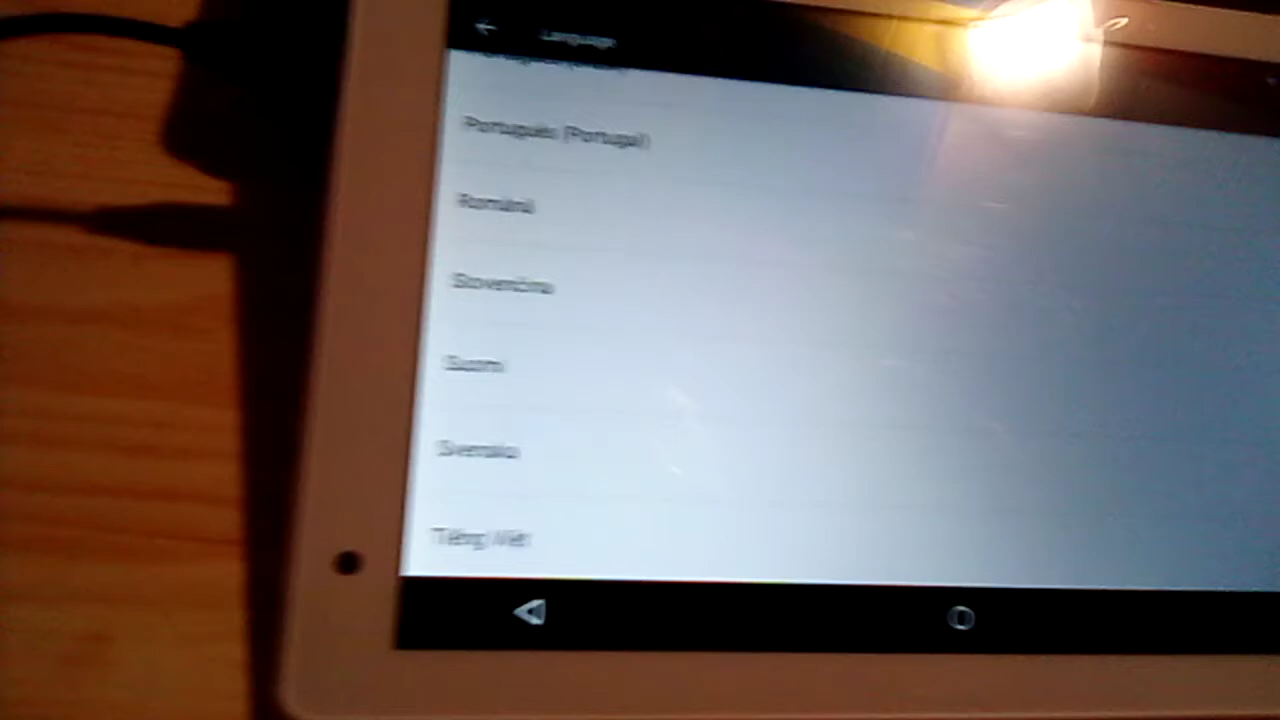 Language
Português (Portugal)
Română
Slovenčina
Suomi
Svenska
Tiếng Việt